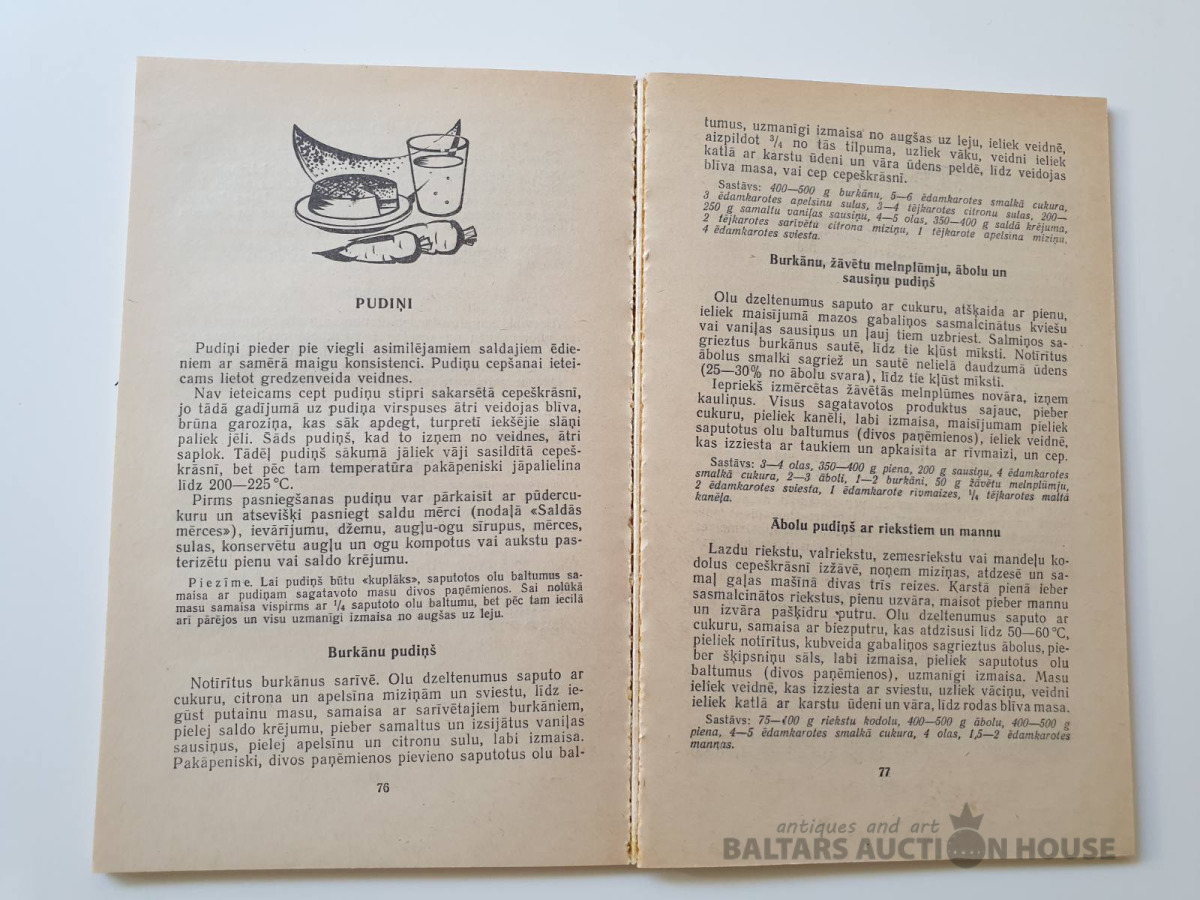 PUDIŅI
Pudiņi pieder pie viegli asimilējamiem saldajiem ēdie-
niem ar samērā maigu konsistenci. Pudiņu cepšanai ietei-
cams lietot gredzenveida veidnes.
Nav ieteicams cept pudiņu stipri sakarsētā cepeškrāsnī,
jo tādā gadījumā uz pudiņa virspuses ātri veidojas blīva,
brūna garoziņa, kas sāk apdegt, turpretī iekšējie slāņi
paliek jēli. Šāds pudiņš, kad to izņem no veidnes, ātri
saplok. Tādēļ pudiņš sākumā jāliek vāji sasildītā cepeš-
krāsnī, bet pēc tam temperatūra pakāpeniski jāpalielina
līdz 200—225 °C.
Pirms pasniegšanas pudiņu var pārkaisīt ar pūdercu-
kuru un atsevišķi pasniegt saldu mērci (nodaļā «Saldās
mērces»), ievārījumu, džemu, augļu-ogu sīrupus, mērces,
sulas, konservētu augļu un ogu kompotus vai aukstu pas-
terizētu pienu vai saldo krējumu.
Piezīme. Lai pudiņš būtu «kuplāks», saputotos olu baltumus sa-
maisa ar pudiņam sagatavoto masu divos paņēmienos. Šai nolūkā
masu samaisa vispirms ar 1/4 saputoto olu baltumu, bet pēc tam iecilā
arī pārējos un visu uzmanīgi izmaisa no augšas uz leju.
Burkānu pudiņš
Notīrītus burkānus sarīvē. Olu dzeltenumus saputo ar
cukuru, citrona un apelsīna miziņām un sviestu, līdz ie-
gūst putainu masu, samaisa ar sarīvētajiem burkāniem,
pielej saldo krējumu, pieber samaltus un izsijātus vaniļas
sausiņus, pielej apelsīnu un citronu sulu, labi izmaisa.
Pakāpeniski, divos paņēmienos pievieno saputotus olu bal-
76
tumus, uzmanīgi izmaisa no augšas uz leju, ieliek veidnē,
aizpildot 3/4 no tās tilpuma, uzliek vāku, veidni ieliek
katlā ar karstu ūdeni un vāra ūdens peldē, līdz veidojas
blīva masa, vai cep cepeškrāsnī.
Sastāvs: 400—500 g burkānu, 5—6 ēdamkarotes smalkā cukura,
3 ēdamkarotes apelsīnu sulas, 3—4 tējkarotes citronu sulas, 200—
250 g samaltu vaniļas sausiņu, 4—5 olas, 350—400 g saldā krējuma,
2 tējkarotes sarīvētu citrona miziņu, 1 tējkarote apelsīna miziņu,
4 ēdamkarotes sviesta.
Burkānu, žāvētu melnplūmju, ābolu un
sausiņu pudiņš
Olu dzeltenumus saputo ar cukuru, atšķaida ar pienu,
ieliek maisījumā mazos gabaliņos sasmalcinātus kviešu
vai vaniļas sausiņus un ļauj tiem uzbriest. Salmiņos sa-
grieztus burkānus sautē, līdz tie kļūst mīksti. Notīrītus
ābolus smalki sagriež un sautē nelielā daudzumā ūdens
(25—30% no ābolu svara), līdz tie kļūst mīksti.
Iepriekš izmērcētas žāvētās melnplūmes novāra, izņem
kauliņus. Visus sagatavotos produktus sajauc, pieber
cukuru, pieliek kanēli, labi izmaisa, maisījumam pieliek
saputotus olu baltumus (divos paņēmienos), ieliek veidnē,
kas izziesta ar taukiem un apkaisīta ar rīvmaizi, un cep.
Sastāvs: 3—4 olas, 350—400 g piena, 200 g sausiņu, 4 ēdamkarotes
smalkā cukura, 2—3 āboli, 1—2 burkāni, 50 g žāvētu melnplūmju,
2 ēdamkarotes sviesta, 1 ēdamkarote rīvmaizes, 1/4 tējkarotes maltā
kanēļa.
Ābolu pudiņš ar riekstiem un mannu
Lazdu riekstu, valriekstu, zemesriekstu vai mandeļu ko-
dolus cepeškrāsnī izžāvē, noņem miziņas, atdzesē un sa-
maļ gaļas mašīnā divas trīs reizes. Karstā pienā ieber
sasmalcinātos riekstus, pienu uzvāra, maisot pieber mannu
un izvāra pašķidru putru. Olu dzeltenumus saputo ar
cukuru, samaisa ar biezputru, kas atdzisusi līdz 50—60 °C,
pieliek notīrītus, kubveida gabaliņos sagrieztus ābolus, pie-
ber šķipsniņu sāls, labi izmaisa, pieliek saputotus olu
baltumus (divos paņēmienos), uzmanīgi izmaisa. Masu
ieliek veidnē, kas izziesta ar sviestu, uzliek vāciņu, veidni
ieliek katlā ar karstu ūdeni un vāra, līdz rodas blīva masa.
Sastāvs: 75—100 g riekstu kodolu, 400—500 g ābolu, 400—500 g
piena, 4—5 ēdamkarotes smalkā cukura, 4 olas, 1,5—2 ēdamkarotes
mannas.
77
antiques and art
BALTARS AUCTION HOUSE